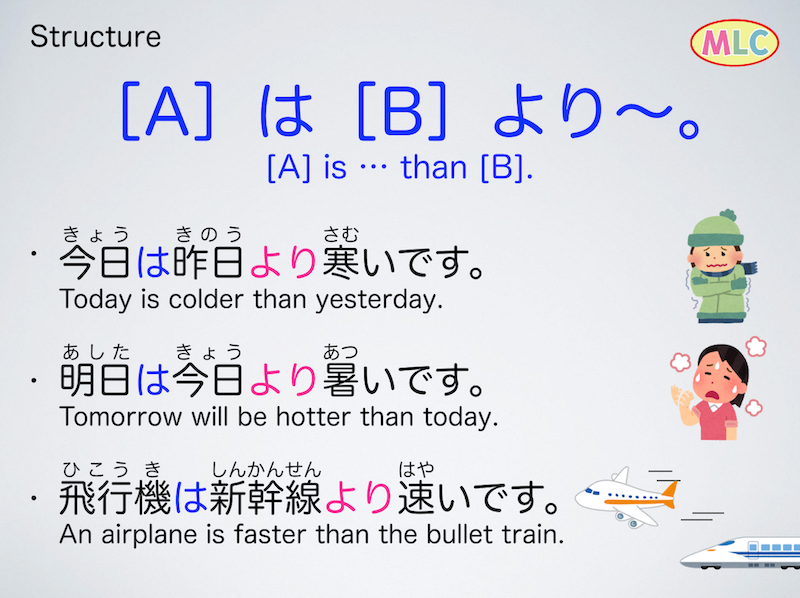 Structure
MLC
［A］は［B］より～。
[A] is … than [B].
きょう きのう さむ
・今日は昨日より寒いです。
Today is colder than yesterday.
あした きょう あつ
・明日は今日より暑いです。
Tomorrow will be hotter than today.
ひこうき しんかんせん はや
・飛行機は新幹線より速いです。
An airplane is faster than the bullet train.